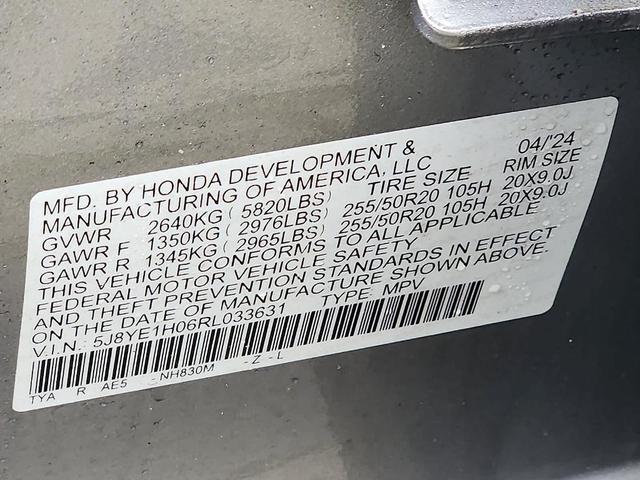 MFD. BY HONDA DEVELOPMENT & 04/'24
MANUFACTURING OF AMERICA, LLC TIRE SIZE RIM SIZE
GVWR 2640KG ( 5820LBS)
GAWR F 1350KG ( 2976LBS) 255/50R20 105H 20X9.0J
GAWR R 1345KG ( 2965LBS) 255/50R20 105H 20X9.0J
THIS VEHICLE CONFORMS TO ALL APPLICABLE
FEDERAL MOTOR VEHICLE SAFETY
AND THEFT PREVENTION STANDARDS IN EFFECT
ON THE DATE OF MANUFACTURE SHOWN ABOVE.
V.I.N.: 5J8YE1H06RL033631 TYPE: MPV
TYA R AE5 - NH830M - Z - L